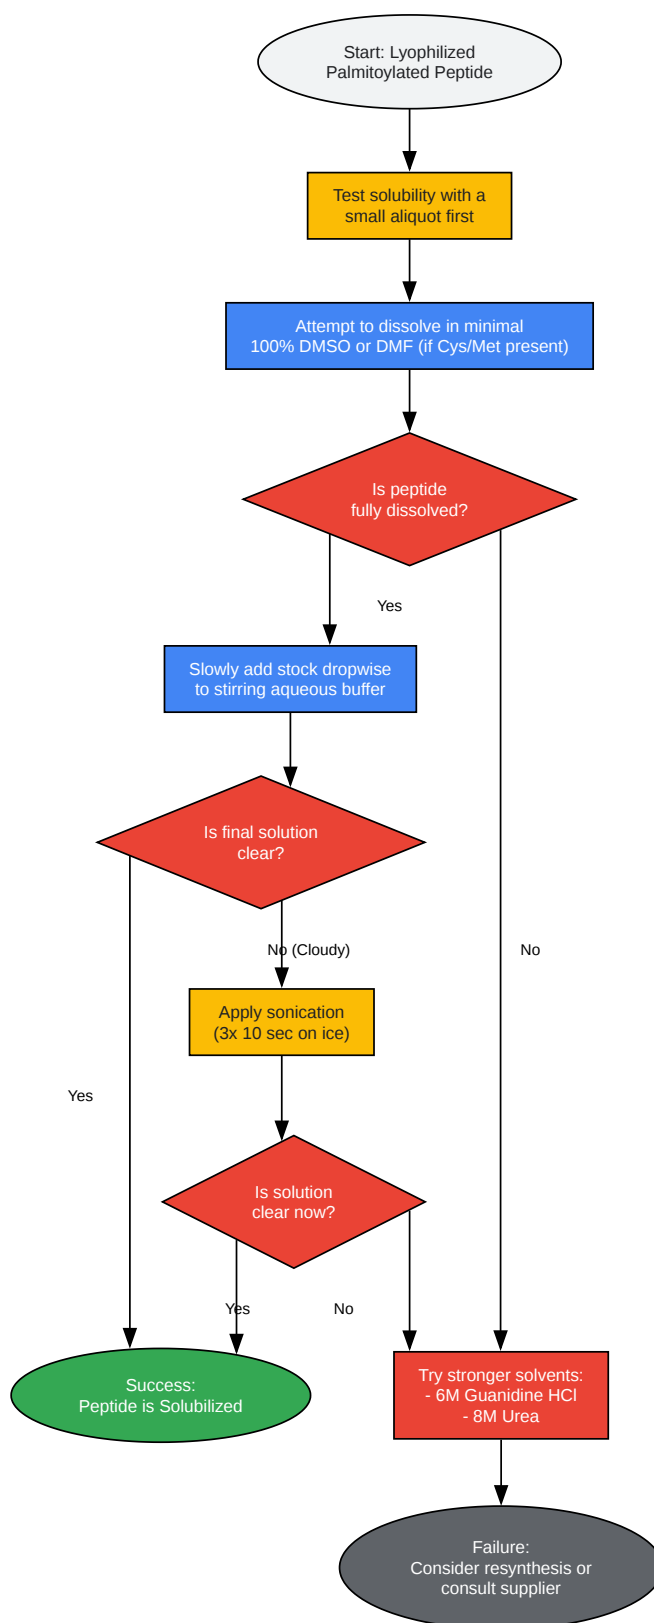 Start: Lyophilized
Palmitoylated Peptide
Test solubility with a
small aliquot first
Attempt to dissolve in minimal
100% DMSO or DMF (if Cys/Met present)
Is peptide
fully dissolved?
Yes
Slowly add stock dropwise
to stirring aqueous buffer
Is final solution
clear?
No (Cloudy)
No
Apply sonication
(3x 10 sec on ice)
Yes
Is solution
clear now?
Yes
No
Success:
Peptide is Solubilized
Try stronger solvents:
- 6M Guanidine HCl
- 8M Urea
Failure:
Consider resynthesis or
consult supplier